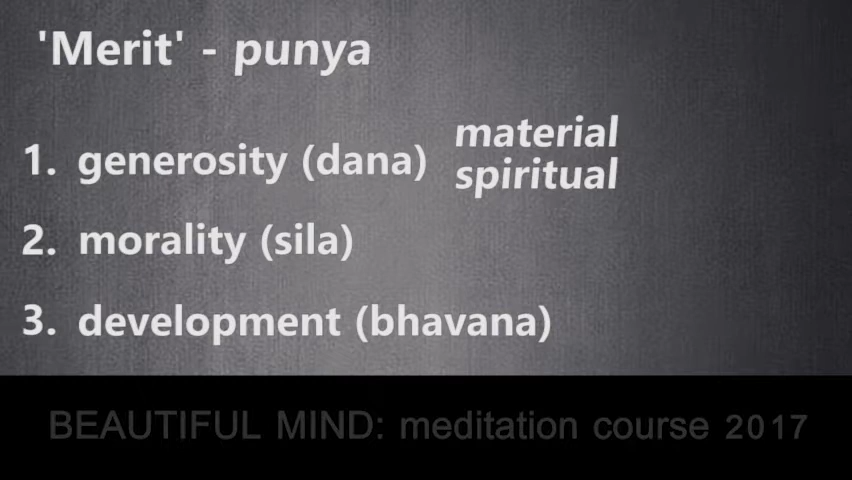 'Merit' - punya
1. generosity (dana) material
spiritual
2. morality (sila)
3. development (bhavana)
BEAUTIFUL MIND: meditation course 2017